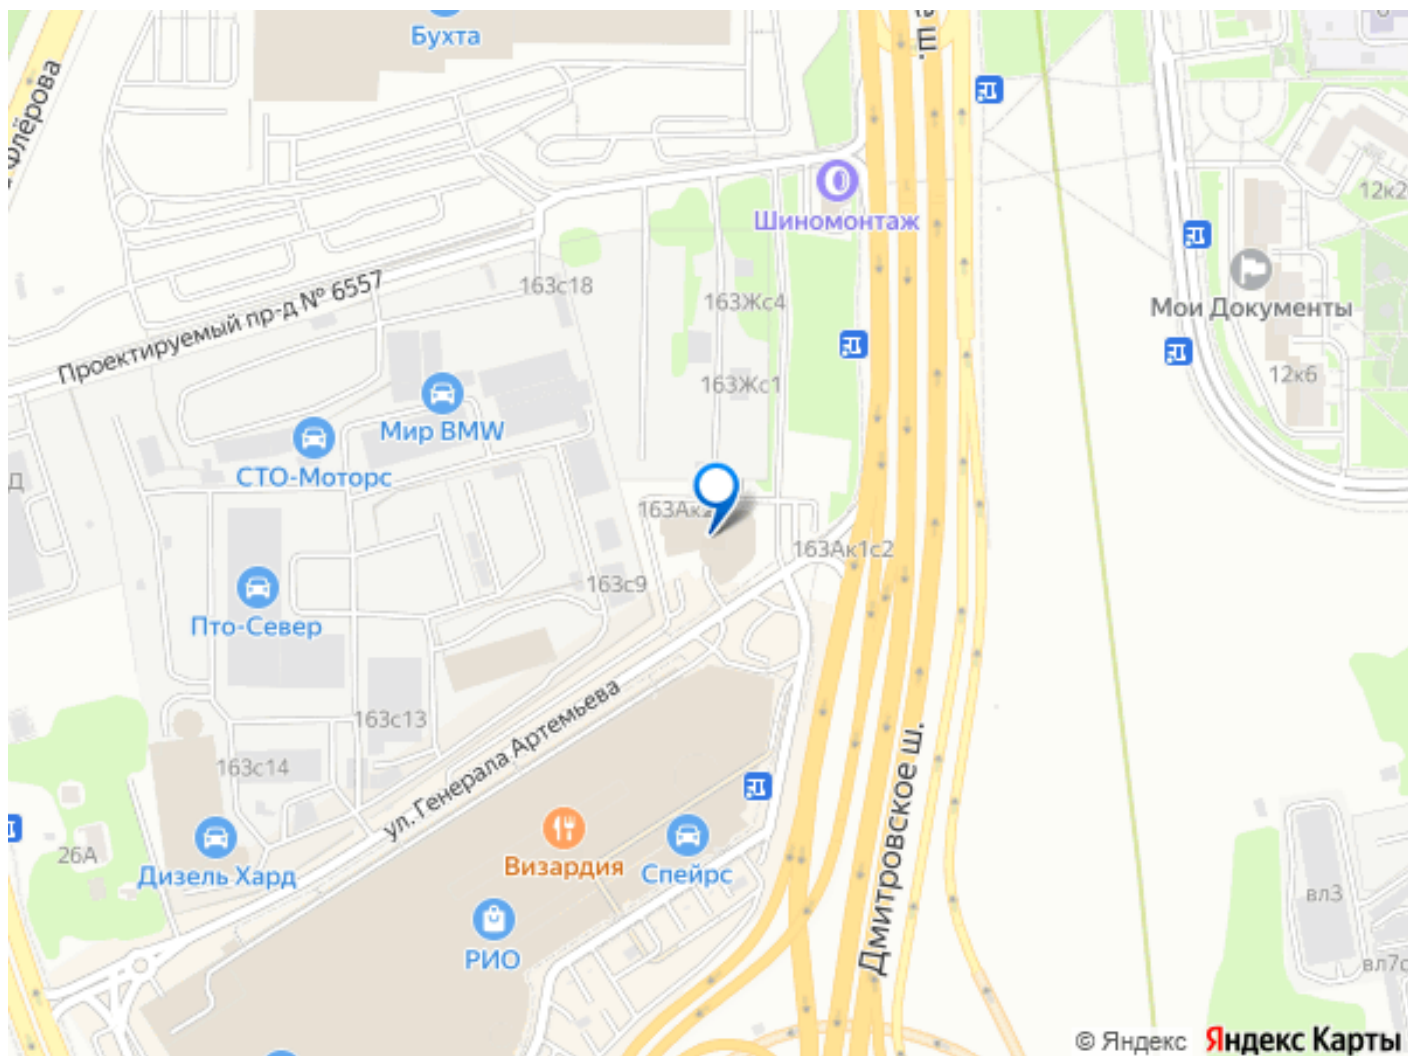 Бухта
Флёрова
Ш.
Шиномонтаж
12к2
Мои Документы
12к6
Проектируемый пр-д № 6557
163с18
163Жс4
163Жс1
Мир BMW
СТО-Моторс
Д
163Ак2
163Ак1с2
163с9
Пто-Север
163с13
163с14
ул. Генерала Артемьева
26А
Дизель Хард
Визардия
Спейрс
РИО
Дмитровское ш.
вл3
вл7с
© Яндекс Яндекс Карты